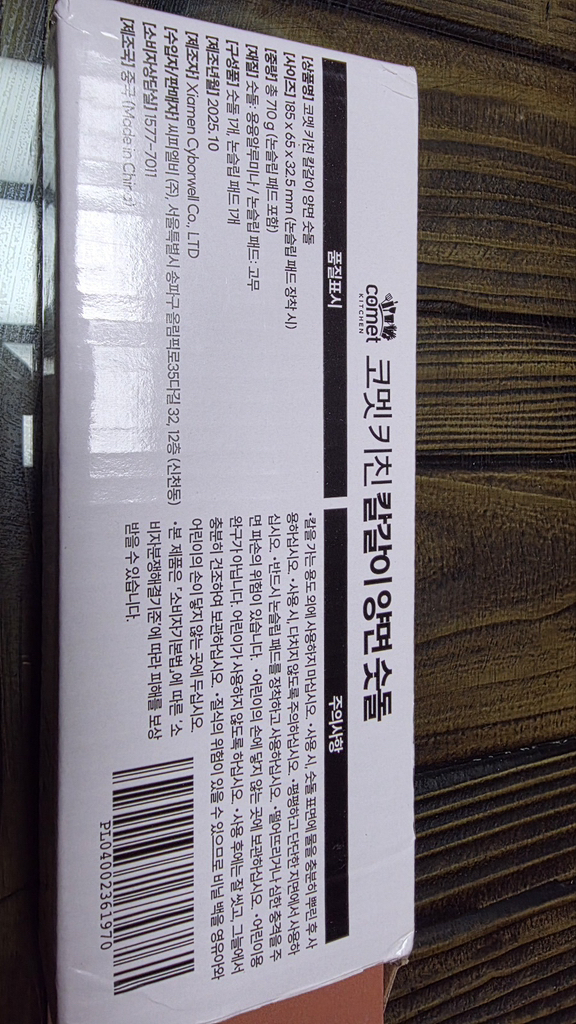 comet
KITCHEN
코멧 키친 칼갈이 양면 숫돌
품질표시
[상품명] 코멧 키친 칼갈이 양면 숫돌
[사이즈] 185 x 65 x 32.5 mm (논슬립 패드 장착 시)
[중량] 총 710 g (논슬립 패드 포함)
[재질] 숫돌: 용융알루미나 / 논슬립 패드: 고무
[구성품] 숫돌 1개, 논슬립 패드 1개
[제조년월] 2025.10
[제조자] Xiamen Cyborwell Co., LTD
[수입자/판매자] 씨피엘비 (주), 서울특별시 송파구 올림픽로35다길 32, 12층 (신천동)
[소비자상담실] 1577-7011
[제조국] 중국 (Made in China)
주의사항
•칼을 가는 용도 외에 사용하지 마십시오. •사용 시, 숫돌 표면에 물을 충분히 뿌린 후 사
용하십시오. •사용 시, 다치지 않도록 주의하십시오. •평평하고 단단한 지면에서 사용하
십시오. •반드시 논슬립 패드를 장착하고 사용하십시오. •떨어뜨리거나 심한 충격을 주
면 파손의 위험이 있습니다. •어린이의 손에 닿지 않는 곳에 보관하십시오. •어린이용
완구가 아닙니다. 어린이가 사용하지 않도록 하십시오. •사용 후에는 잘 씻고, 그늘에서
충분히 건조하여 보관하십시오. •질식의 위험이 있을 수 있으므로 비닐 백을 영유아와
어린이의 손이 닿지 않는 곳에 두십시오.
•본 제품은 '소비자기본법'에 따른 '소
비자분쟁해결기준'에 따라 피해를 보상
받을 수 있습니다.
PL04002361970